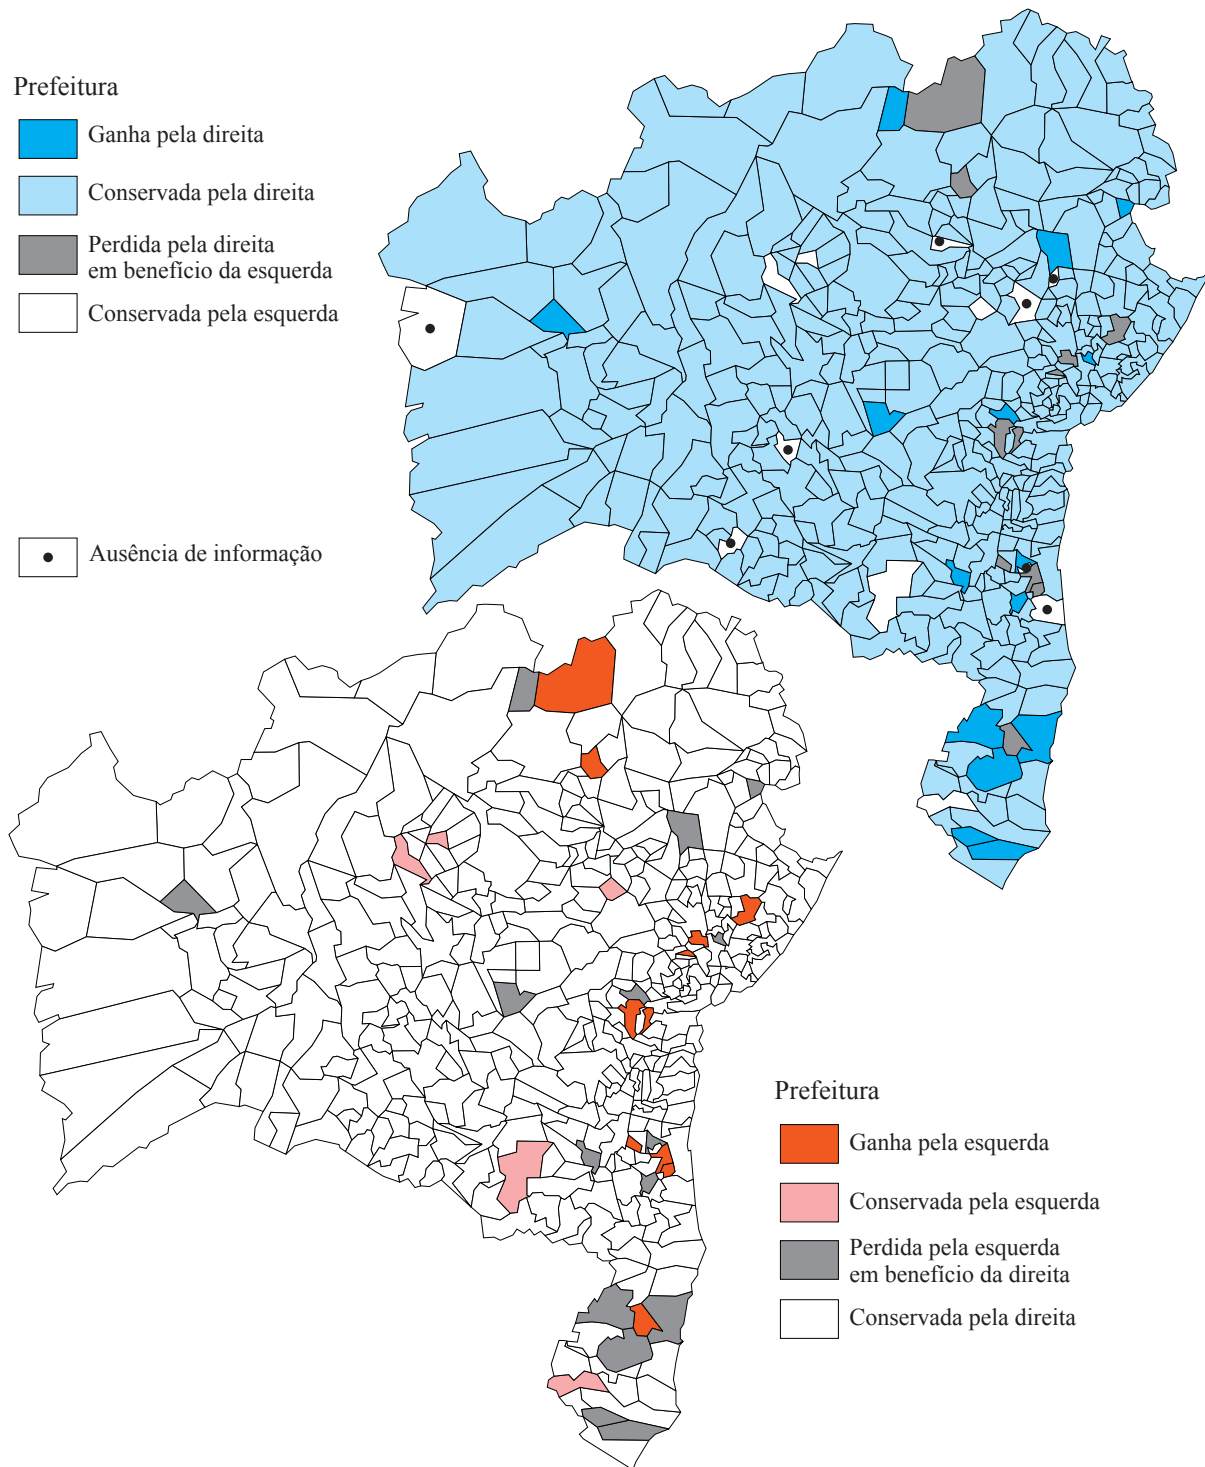 Prefeitura
Ganha pela direita
Conservada pela direita
Perdida pela direita
em benefício da esquerda
Conservada pela esquerda
Ausência de informação
Prefeitura
Ganha pela esquerda
Conservada pela esquerda
Perdida pela esquerda
em benefício da direita
Conservada pela direita